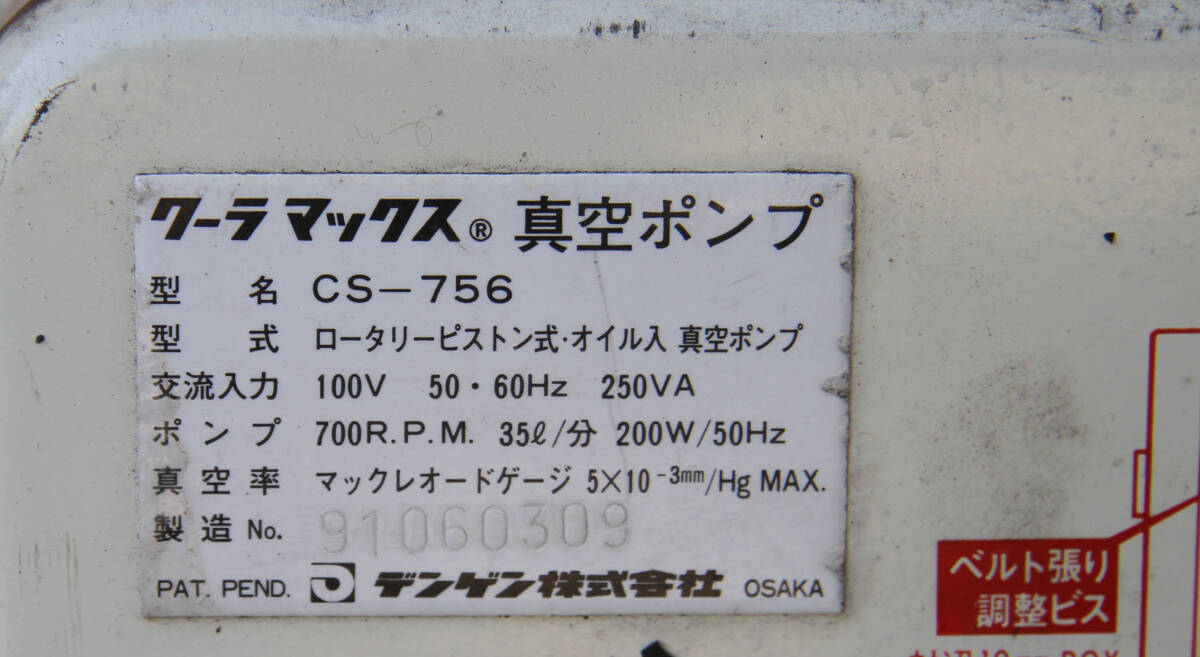 クーラマックス® 真空ポンプ
型 名 CS-756
型 式 ロータリーピストン式・オイル入 真空ポンプ
交流入力 100V 50・60Hz 250VA
ポンプ 700R.P.M. 35ℓ/分 200W/50Hz
真空率 マックレオードゲージ 5×10⁻³mm/Hg MAX.
製造 No. 91060309
PAT. PEND. デンゲン株式会社 OSAKA
ベルト張り
調整ビス